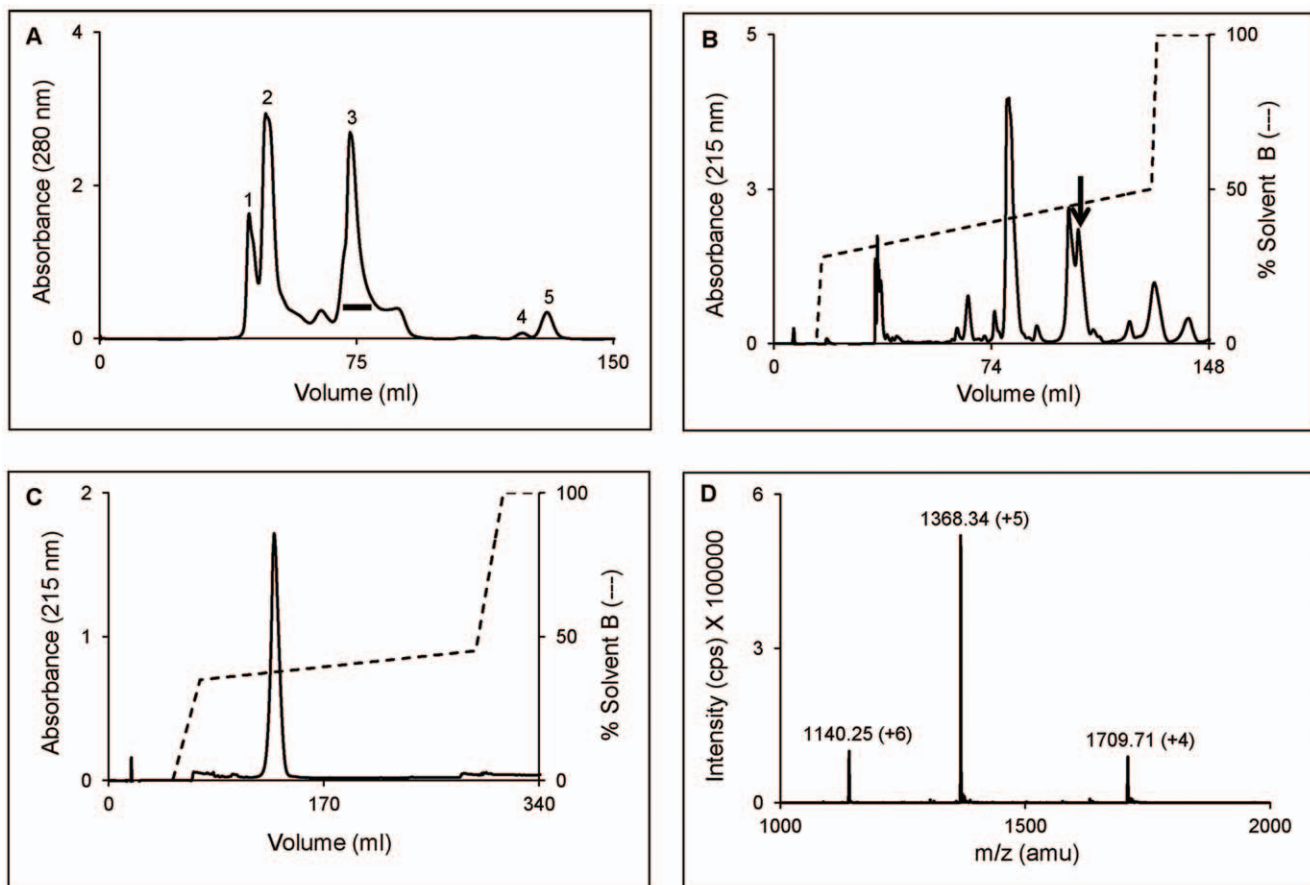 A
4
2
0
0
75
150
Absorbance (280 nm)
Volume (ml)
1
2
3
4
5
B
5
3
0
0
74
148
100
50
0
Absorbance (215 nm)
% Solvent B (---)
Volume (ml)
C
2
1
0
0
170
340
100
50
0
Absorbance (215 nm)
% Solvent B (---)
Volume (ml)
D
6
3
0
1000
1500
2000
Intensity (cps) X 100000
m/z (amu)
1140.25 (+6)
1368.34 (+5)
1709.71 (+4)